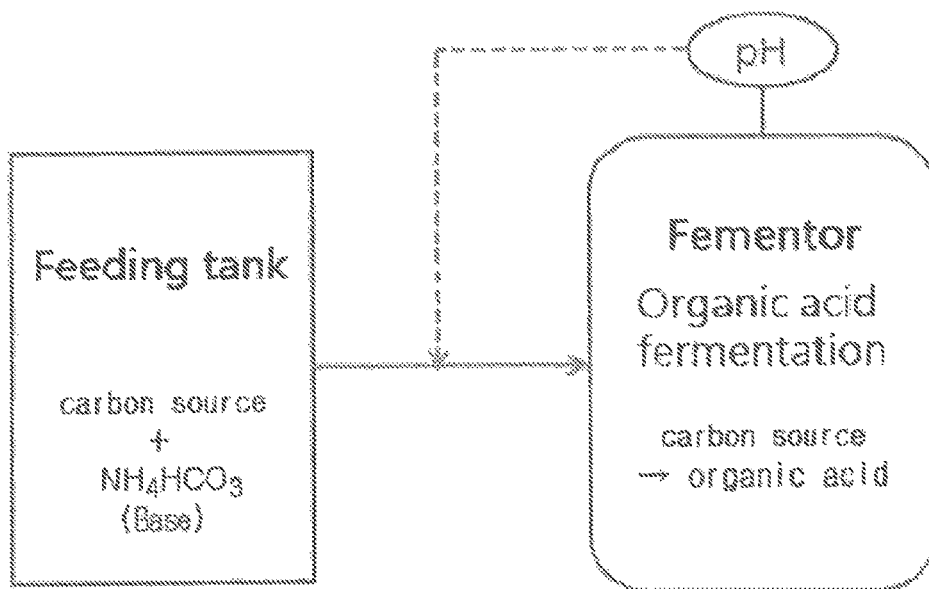 pH
Feeding tank
carbon source
+
NH₄HCO₃
(Base)
Fementor
Organic acid
fermentation
carbon source
→ organic acid